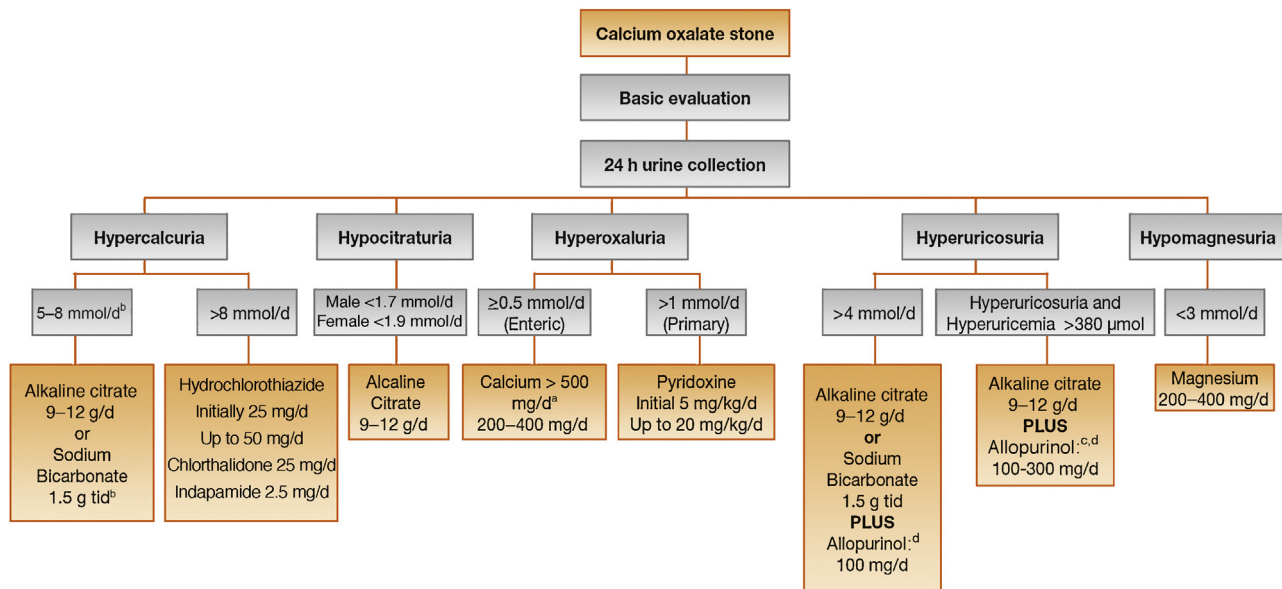 Calcium oxalate stone
Basic evaluation
24 h urine collection
Hypercalcuria
Hypocitraturia
Hyperoxaluria
Hyperuricosuria
Hypomagnesuria
5–8 mmol/dᵇ
>8 mmol/d
Male <1.7 mmol/d
Female <1.9 mmol/d
≥0.5 mmol/d
(Enteric)
>1 mmol/d
(Primary)
>4 mmol/d
Hyperuricosuria and
Hyperuricemia >380 µmol
<3 mmol/d
Alkaline citrate
9–12 g/d
or
Sodium
Bicarbonate
1.5 g tidᵇ
Hydrochlorothiazide
Initially 25 mg/d
Up to 50 mg/d
Chlorthalidone 25 mg/d
Indapamide 2.5 mg/d
Alcaline
Citrate
9–12 g/d
Calcium > 500
mg/dᵃ
200–400 mg/d
Pyridoxine
Initial 5 mg/kg/d
Up to 20 mg/kg/d
Alkaline citrate
9–12 g/d
or
Sodium
Bicarbonate
1.5 g tid
PLUS
Allopurinol:ᵈ
100 mg/d
Alkaline citrate
9–12 g/d
PLUS
Allopurinol:ᶜ,ᵈ
100-300 mg/d
Magnesium
200–400 mg/d